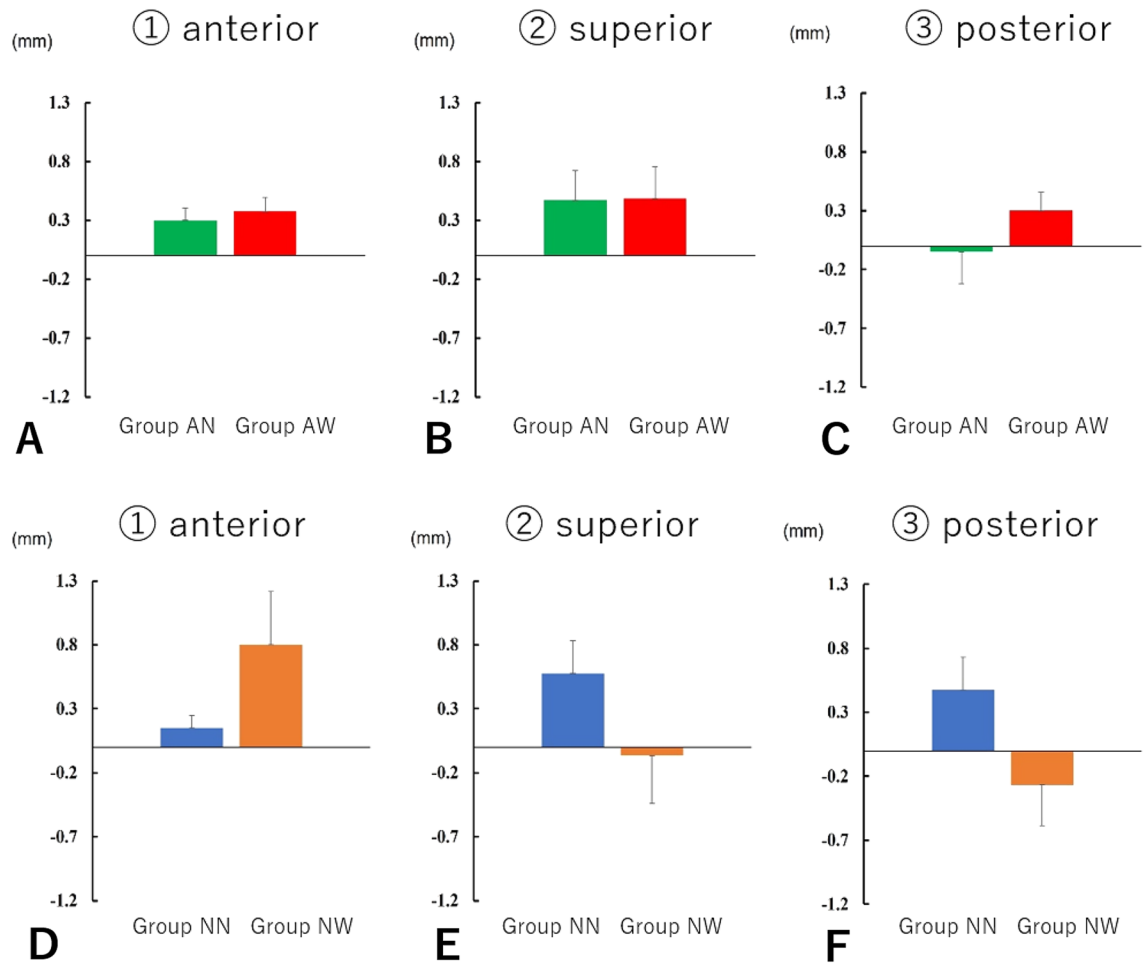 ① anterior
(mm)
1.3
0.8
0.3
-0.2
-0.7
-1.2
Group AN Group AW
A
② superior
(mm)
1.3
0.8
0.3
-0.2
-0.7
-1.2
Group AN Group AW
B
③ posterior
(mm)
1.3
0.8
0.3
-0.2
-0.7
-1.2
Group AN Group AW
C
① anterior
(mm)
1.3
0.8
0.3
-0.2
-0.7
-1.2
Group NN Group NW
D
② superior
(mm)
1.3
0.8
0.3
-0.2
-0.7
-1.2
Group NN Group NW
E
③ posterior
(mm)
1.3
0.8
0.3
-0.2
-0.7
-1.2
Group NN Group NW
F